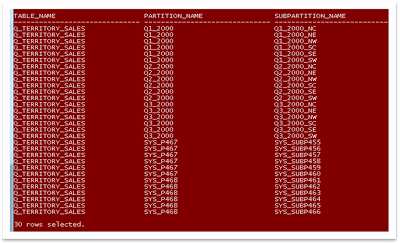 TABLE_NAME PARTITION_NAME SUBPARTITION_NAME
Q_TERRITORY_SALES Q1_2000 Q1_2000_NC
Q_TERRITORY_SALES Q1_2000 Q1_2000_NE
Q_TERRITORY_SALES Q1_2000 Q1_2000_NW
Q_TERRITORY_SALES Q1_2000 Q1_2000_SC
Q_TERRITORY_SALES Q1_2000 Q1_2000_SE
Q_TERRITORY_SALES Q1_2000 Q1_2000_SW
Q_TERRITORY_SALES Q2_2000 Q2_2000_NC
Q_TERRITORY_SALES Q2_2000 Q2_2000_NE
Q_TERRITORY_SALES Q2_2000 Q2_2000_NW
Q_TERRITORY_SALES Q2_2000 Q2_2000_SC
Q_TERRITORY_SALES Q2_2000 Q2_2000_SE
Q_TERRITORY_SALES Q2_2000 Q2_2000_SW
Q_TERRITORY_SALES Q3_2000 Q3_2000_NC
Q_TERRITORY_SALES Q3_2000 Q3_2000_NE
Q_TERRITORY_SALES Q3_2000 Q3_2000_NW
Q_TERRITORY_SALES Q3_2000 Q3_2000_SC
Q_TERRITORY_SALES Q3_2000 Q3_2000_SE
Q_TERRITORY_SALES Q3_2000 Q3_2000_SW
Q_TERRITORY_SALES SYS_P467 SYS_SUBP455
Q_TERRITORY_SALES SYS_P467 SYS_SUBP456
Q_TERRITORY_SALES SYS_P467 SYS_SUBP457
Q_TERRITORY_SALES SYS_P467 SYS_SUBP458
Q_TERRITORY_SALES SYS_P467 SYS_SUBP459
Q_TERRITORY_SALES SYS_P467 SYS_SUBP460
Q_TERRITORY_SALES SYS_P468 SYS_SUBP461
Q_TERRITORY_SALES SYS_P468 SYS_SUBP462
Q_TERRITORY_SALES SYS_P468 SYS_SUBP463
Q_TERRITORY_SALES SYS_P468 SYS_SUBP464
Q_TERRITORY_SALES SYS_P468 SYS_SUBP465
Q_TERRITORY_SALES SYS_P468 SYS_SUBP466
30 rows selected.